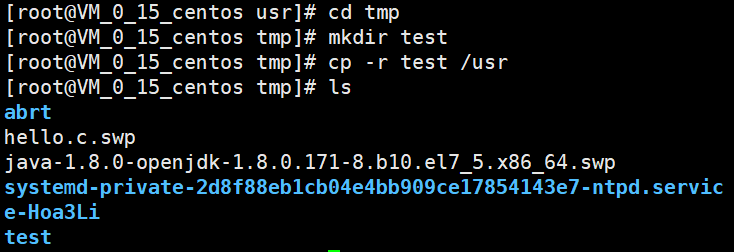 [root@VM_0_15_centos usr]# cd tmp
[root@VM_0_15_centos tmp]# mkdir test
[root@VM_0_15_centos tmp]# cp -r test /usr
[root@VM_0_15_centos tmp]# ls
abrt
hello.c.swp
java-1.8.0-openjdk-1.8.0.171-8.b10.el7_5.x86_64.swp
systemd-private-2d8f88eb1cb04e4bb909ce17854143e7-ntpd.servic
e-Hoa3Li
test